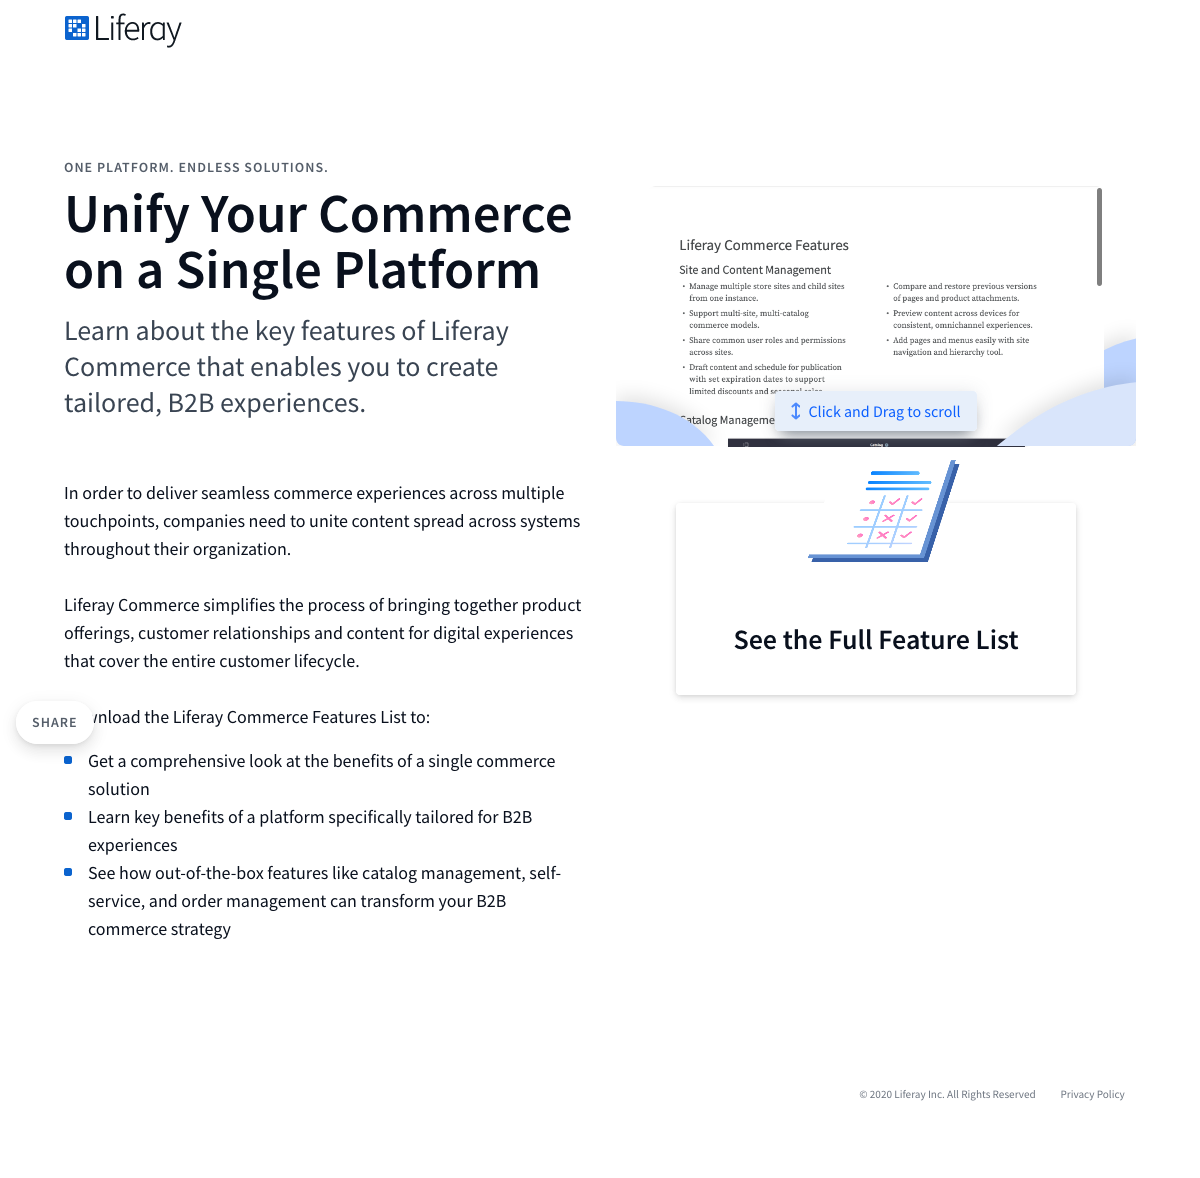 Liferay
ONE PLATFORM. ENDLESS SOLUTIONS.
Unify Your Commerce
on a Single Platform
Learn about the key features of Liferay
Commerce that enables you to create
tailored, B2B experiences.
In order to deliver seamless commerce experiences across multiple
touchpoints, companies need to unite content spread across systems
throughout their organization.
Liferay Commerce simplifies the process of bringing together product
offerings, customer relationships and content for digital experiences
that cover the entire customer lifecycle.
SHARE
wnload the Liferay Commerce Features List to:
Get a comprehensive look at the benefits of a single commerce
solution
Learn key benefits of a platform specifically tailored for B2B
experiences
See how out-of-the-box features like catalog management, self-
service, and order management can transform your B2B
commerce strategy
Liferay Commerce Features
Site and Content Management
• Manage multiple store sites and child sites
from one instance.
• Support multi-site, multi-catalog
commerce models.
• Share common user roles and permissions
across sites.
• Draft content and schedule for publication
with set expiration dates to support
limited discounts and
• Compare and restore previous versions
of pages and product attachments.
• Preview content across devices for
consistent, omnichannel experiences.
• Add pages and menus easily with site
navigation and hierarchy tool.
Catalog Manageme
Click and Drag to scroll
See the Full Feature List
© 2020 Liferay Inc. All Rights Reserved
Privacy Policy